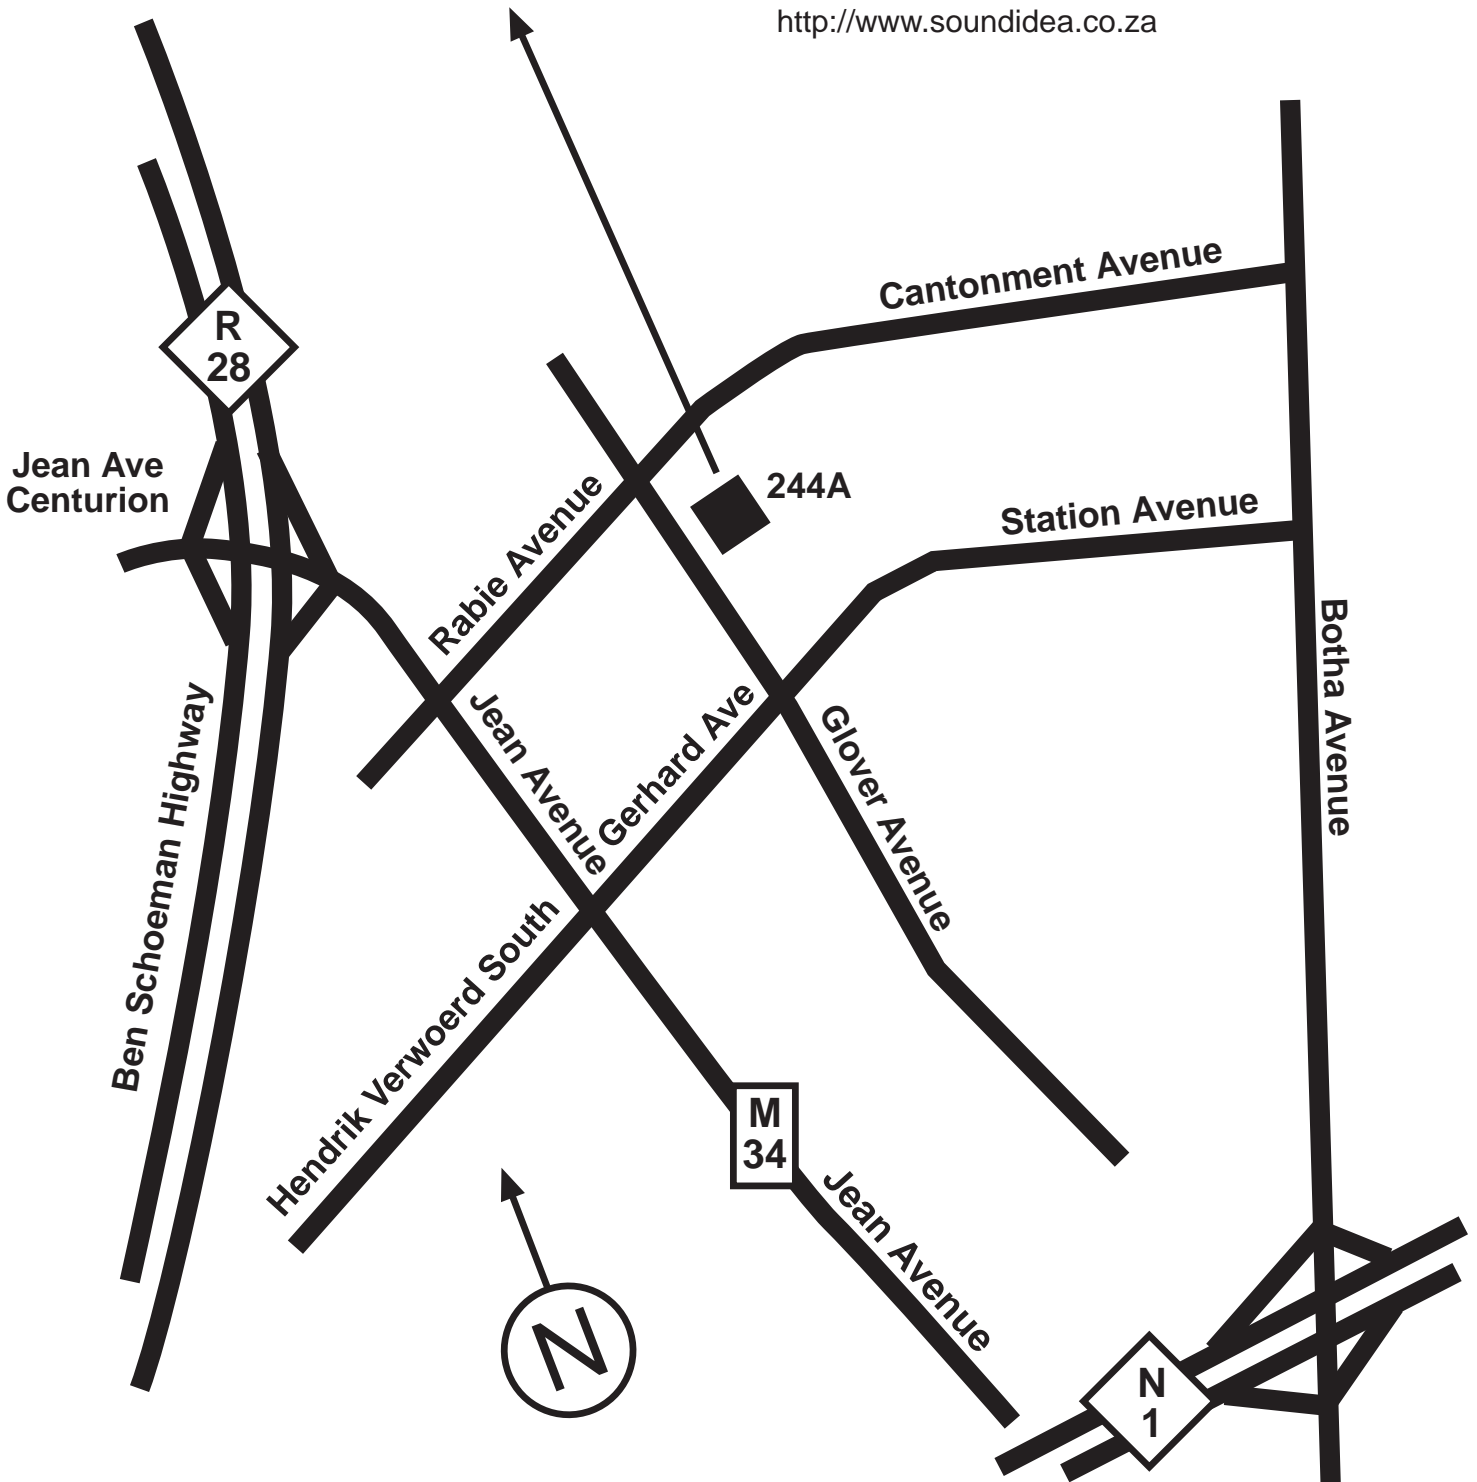 http://www.soundidea.co.za
Cantonment Avenue
R
28
Jean Ave
Centurion
244A
Station Avenue
Rabie Avenue
Botha Avenue
Jean Avenue
Gerhard Ave
Glover Avenue
Ben Schoeman Highway
Hendrik Verwoerd South
M
34
Jean Avenue
N
N
1